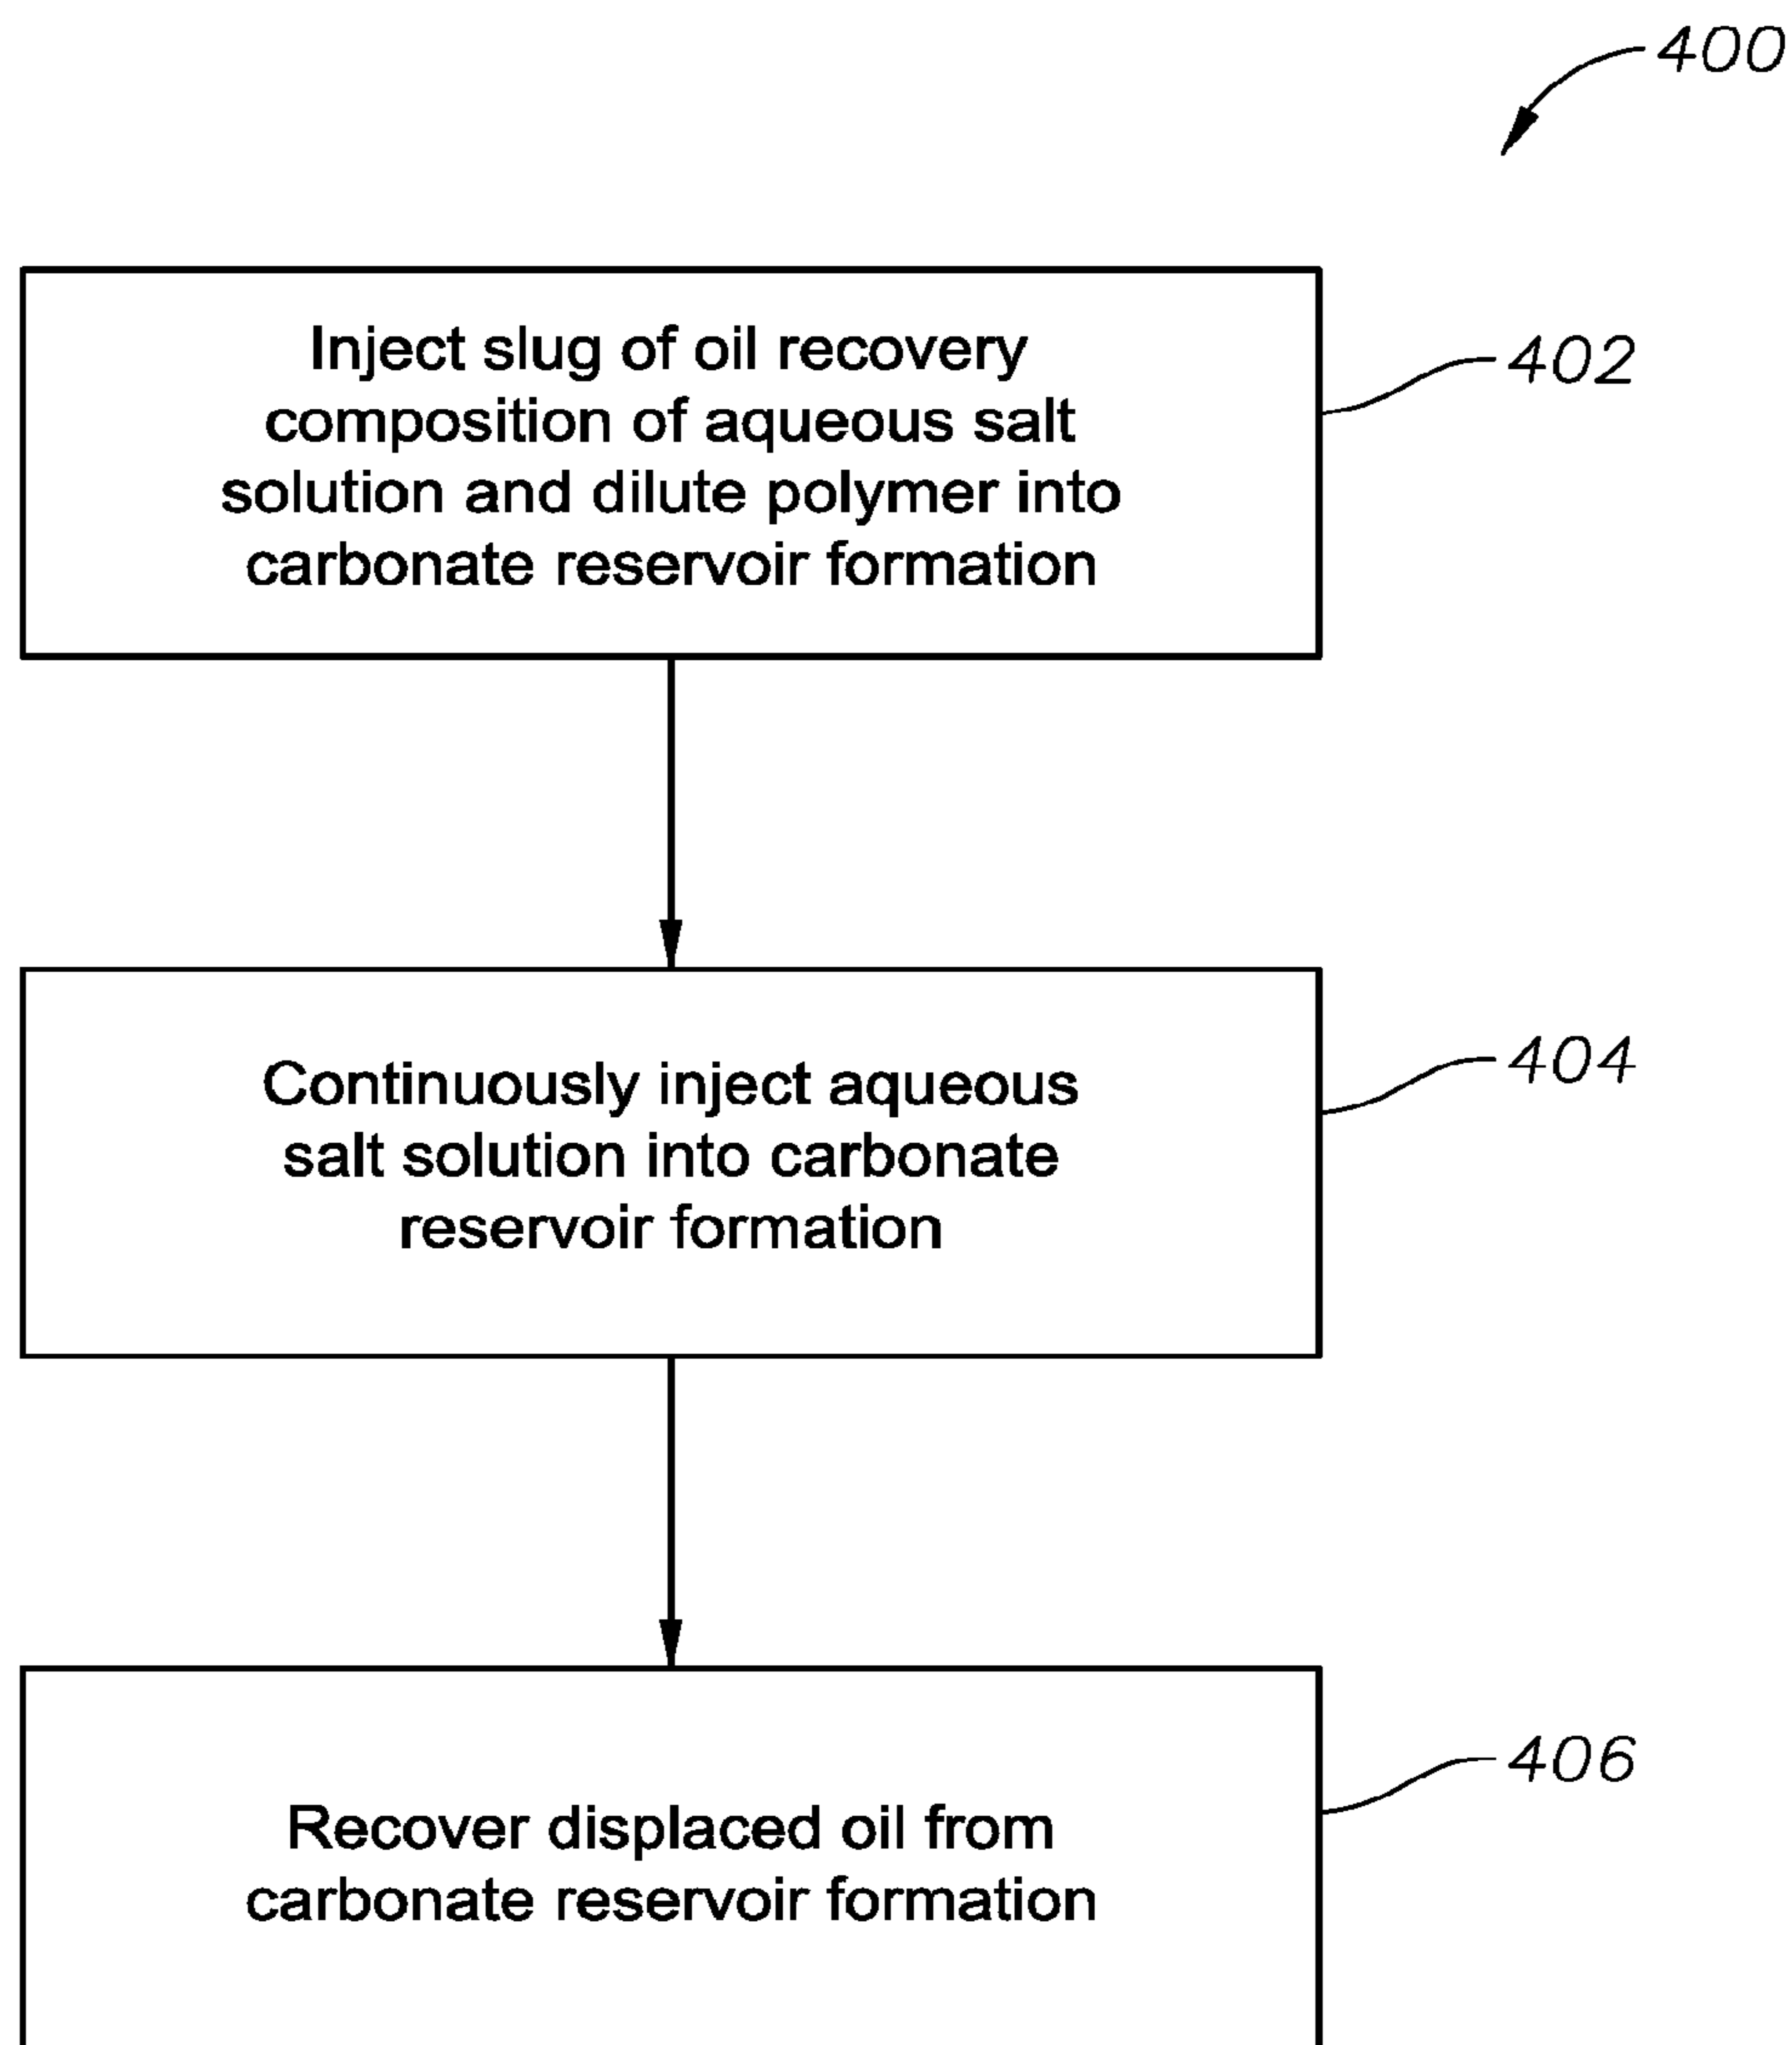 400
Inject slug of oil recovery
composition of aqueous salt
solution and dilute polymer into
carbonate reservoir formation
402
Continuously inject aqueous
salt solution into carbonate
reservoir formation
404
Recover displaced oil from
carbonate reservoir formation
406